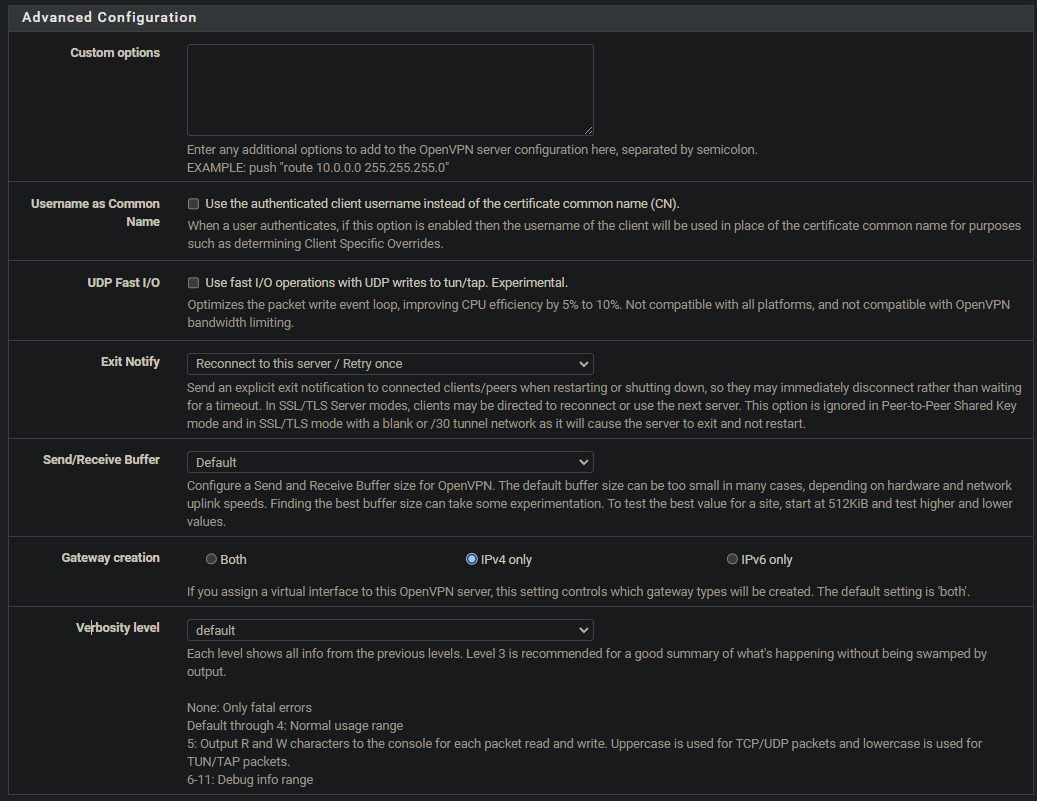 Advanced Configuration
Custom options
Enter any additional options to add to the OpenVPN server configuration here, separated by semicolon.
EXAMPLE: push "route 10.0.0.0 255.255.255.0"
Username as Common
Name
Use the authenticated client username instead of the certificate common name (CN).
When a user authenticates, if this option is enabled then the username of the client will be used in place of the certificate common name for purposes
such as determining Client Specific Overrides.
UDP Fast I/O
Use fast I/O operations with UDP writes to tun/tap. Experimental.
Optimizes the packet write event loop, improving CPU efficiency by 5% to 10%. Not compatible with all platforms, and not compatible with OpenVPN
bandwidth limiting.
Exit Notify
Reconnect to this server / Retry once
Send an explicit exit notification to connected clients/peers when restarting or shutting down, so they may immediately disconnect rather than waiting
for a timeout. In SSL/TLS Server modes, clients may be directed to reconnect or use the next server. This option is ignored in Peer-to-Peer Shared Key
mode and in SSL/TLS mode with a blank or /30 tunnel network as it will cause the server to exit and not restart.
Send/Receive Buffer
Default
Configure a Send and Receive Buffer size for OpenVPN. The default buffer size can be too small in many cases, depending on hardware and network
uplink speeds. Finding the best buffer size can take some experimentation. To test the best value for a site, start at 512KiB and test higher and lower
values.
Gateway creation
Both
IPv4 only
IPv6 only
If you assign a virtual interface to this OpenVPN server, this setting controls which gateway types will be created. The default setting is 'both'.
Verbosity level
default
Each level shows all info from the previous levels. Level 3 is recommended for a good summary of what's happening without being swamped by
output.
None: Only fatal errors
Default through 4: Normal usage range
5: Output R and W characters to the console for each packet read and write. Uppercase is used for TCP/UDP packets and lowercase is used for
TUN/TAP packets.
6-11: Debug info range